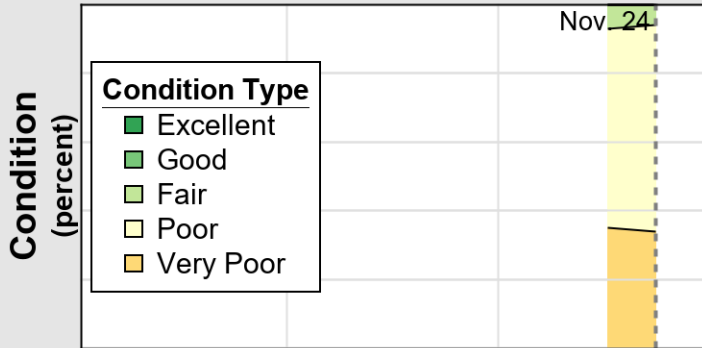 Nov. 24
Condition
(percent)
Condition Type
Excellent
Good
Fair
Poor
Very Poor